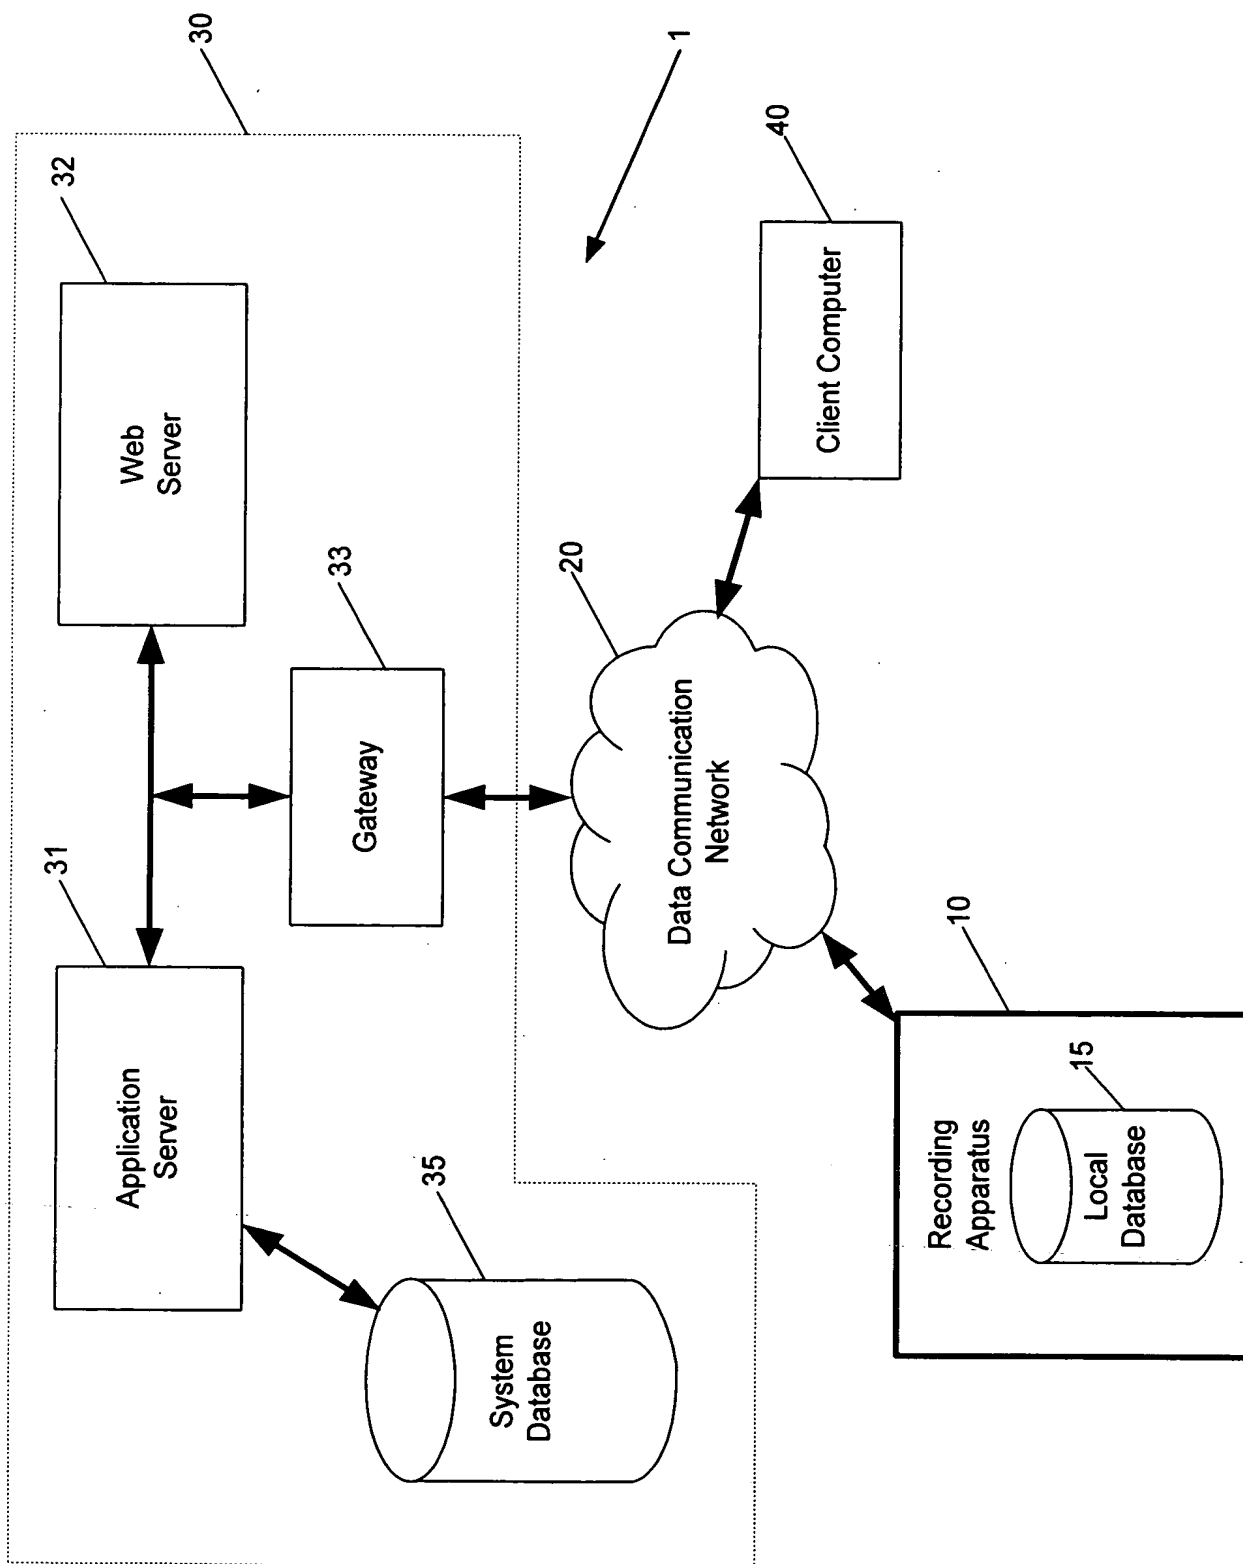 30
31
Application
Server
32
Web
Server
33
Gateway
35
System
Database
20
Data Communication
Network
1
10
Recording
Apparatus
15
Local
Database
40
Client Computer